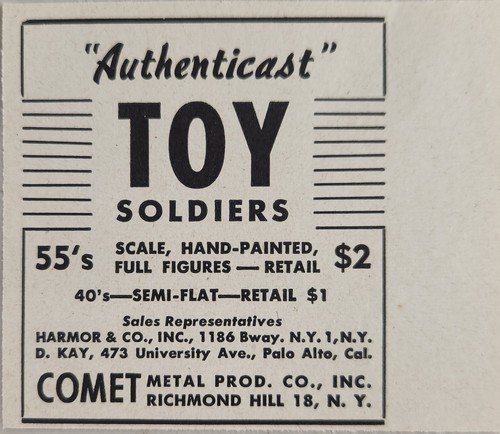 "Authenticast"
TOY
SOLDIERS
55's SCALE, HAND-PAINTED, FULL FIGURES — RETAIL $2
40's—SEMI-FLAT—RETAIL $1
Sales Representatives
HARMOR & CO., INC., 1186 Bway. N.Y. 1, N.Y.
D. KAY, 473 University Ave., Palo Alto, Cal.
COMET METAL PROD. CO., INC.
RICHMOND HILL 18, N. Y.